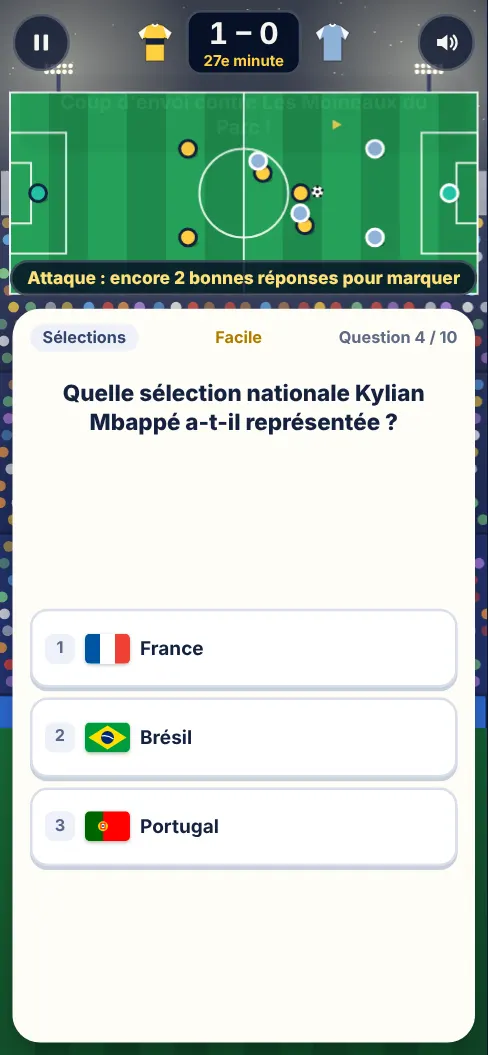 1 – 0
27e minute
Coup d'envoi contre Les Moineaux du
Parc !
Attaque : encore 2 bonnes réponses pour marquer
Sélections
Facile
Question 4 / 10
Quelle sélection nationale Kylian
Mbappé a-t-il représentée ?
1
France
2
Brésil
3
Portugal